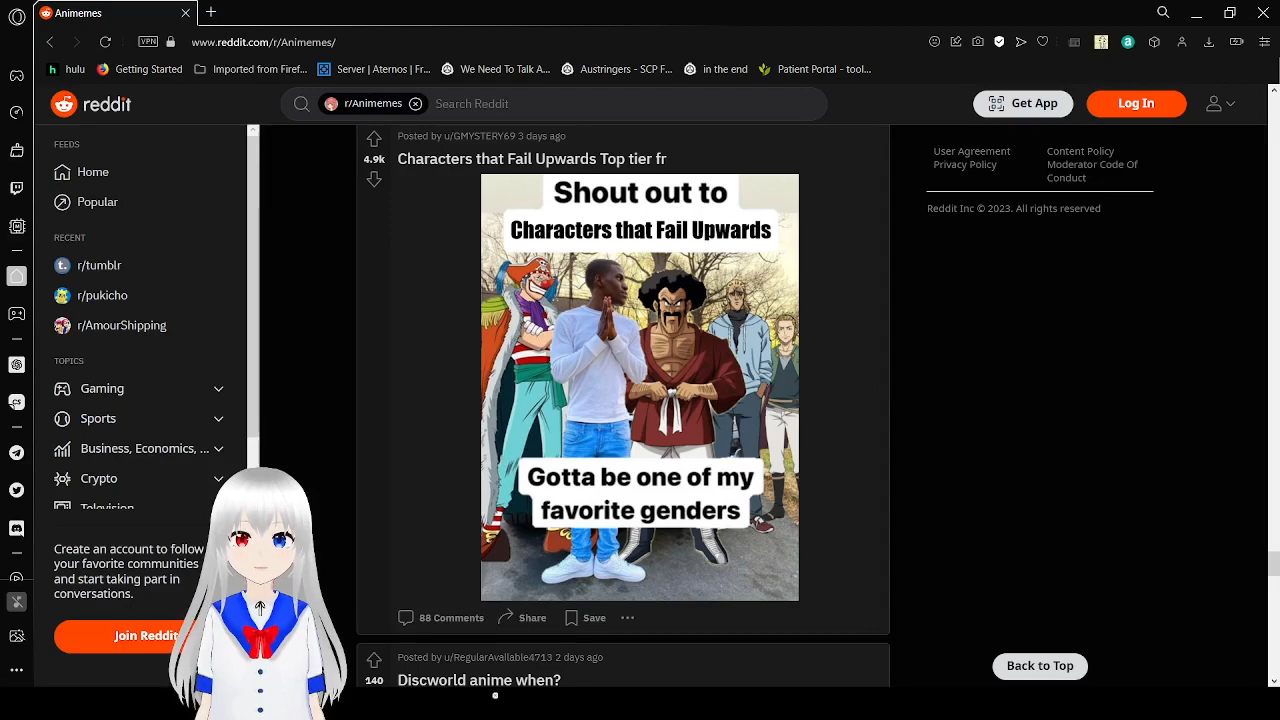 Animemes
VPN
www.reddit.com/r/Animemes/
hulu
Getting Started
Imported from Firef...
Server | Aternos | Fr...
We Need To Talk A...
Austringers - SCP F...
in the end
Patient Portal - tool...
reddit
r/Animemes
Search Reddit
Get App
Log In
FEEDS
Home
Popular
RECENT
r/tumblr
r/pukicho
r/AmourShipping
TOPICS
Gaming
Sports
Business, Economics, ...
Crypto
Television
Create an account to follow
your favorite communities
and start taking part in
conversations.
Join Reddit
Posted by u/GMYSTERY69 3 days ago
4.9k
Characters that Fail Upwards Top tier fr
Shout out to
Characters that Fail Upwards
Gotta be one of my
favorite genders
88 Comments
Share
Save
Posted by u/RegularAvailable4713 2 days ago
140
Discworld anime when?
User Agreement
Privacy Policy
Content Policy
Moderator Code Of
Conduct
Reddit Inc © 2023. All rights reserved
Back to Top